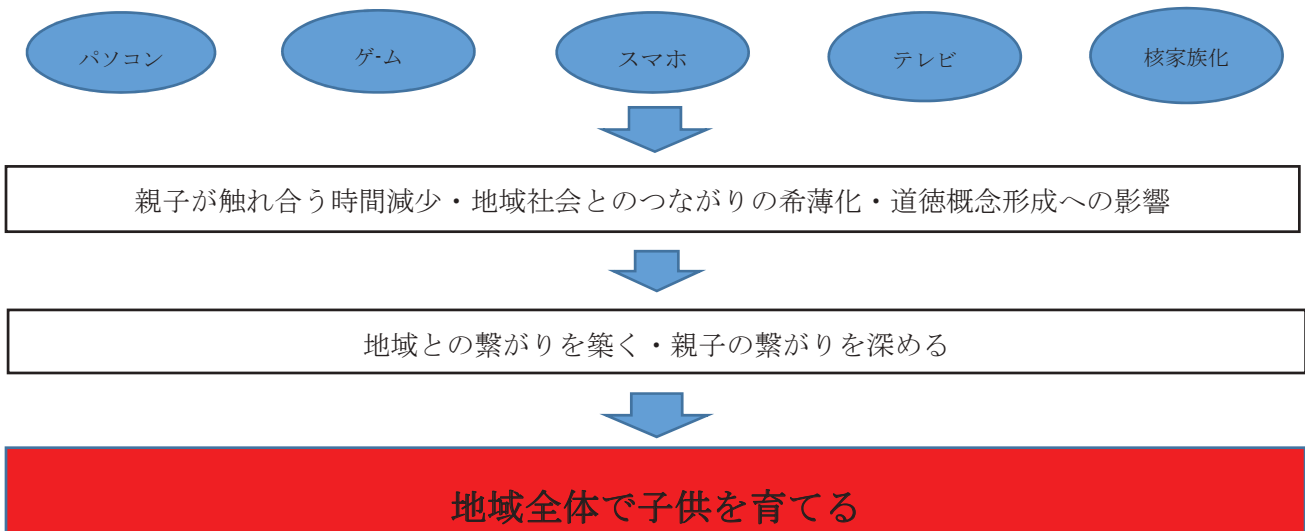 パソコン
ゲ-ム
スマホ
テレビ
核家族化
親子が触れ合う時間減少・地域社会とのつながりの希薄化・道徳概念形成への影響
地域との繋がりを築く・親子の繋がりを深める
地域全体で子供を育てる